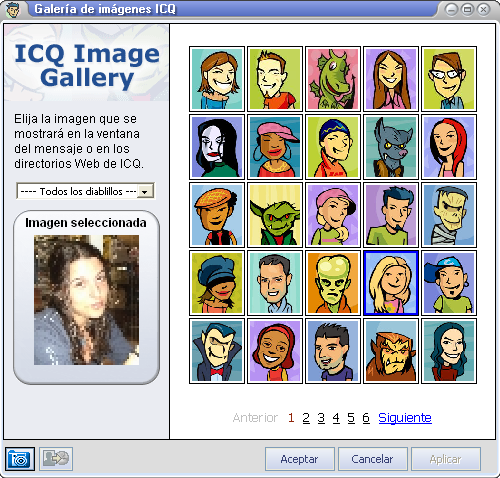 Galería de imágenes ICQ
ICQ Image
Gallery
Elija la imagen que se
mostrará en la ventana
del mensaje o en los
directorios Web de ICQ.
---- Todos los diablillos ---
Imagen seleccionada
Anterior 1 2 3 4 5 6 Siguiente
Aceptar Cancelar Aplicar